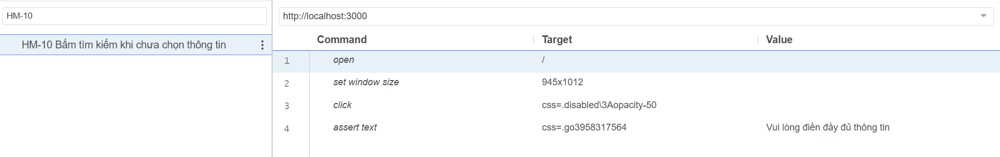 HM-10
HM-10 Bấm tìm kiếm khi chưa chọn thông tin
http://localhost:3000
Command Target Value
1 open /
2 set window size 945x1012
3 click css=.disabled\3Aopacity-50
4 assert text css=.go3958317564 Vui lòng điền đầy đủ thông tin